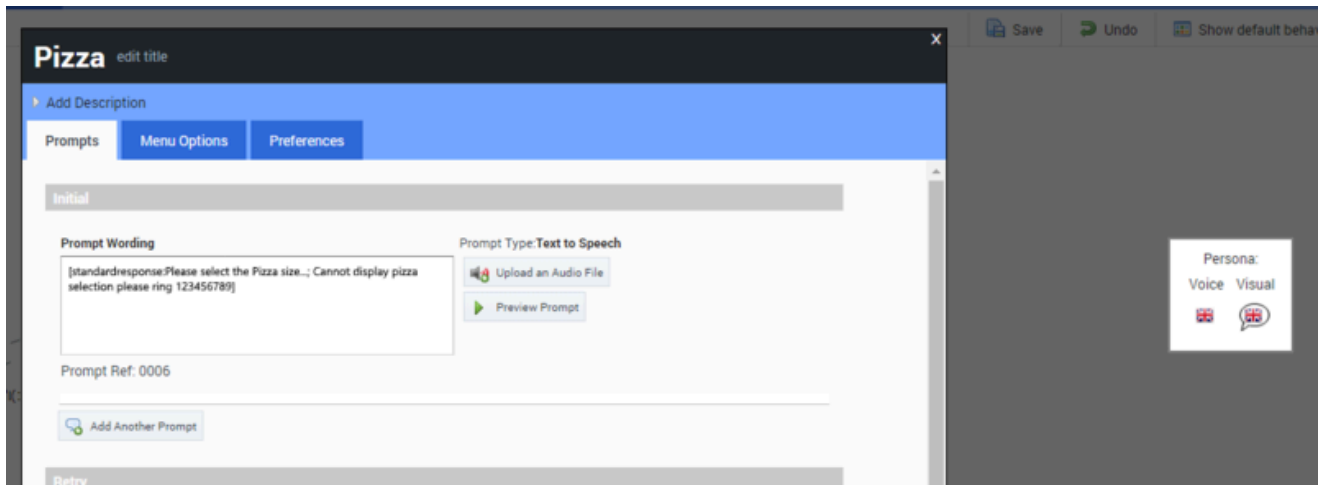 Pizza edit title
X
Save
Undo
Show default behav
Add Description
Prompts
Menu Options
Preferences
Initial
Prompt Wording
[standardresponse:Please select the Pizza size...; Cannot display pizza
selection please ring 123456789]
Prompt Type:Text to Speech
Upload an Audio File
Preview Prompt
Prompt Ref: 0006
Add Another Prompt
Retry
Persona:
Voice Visual